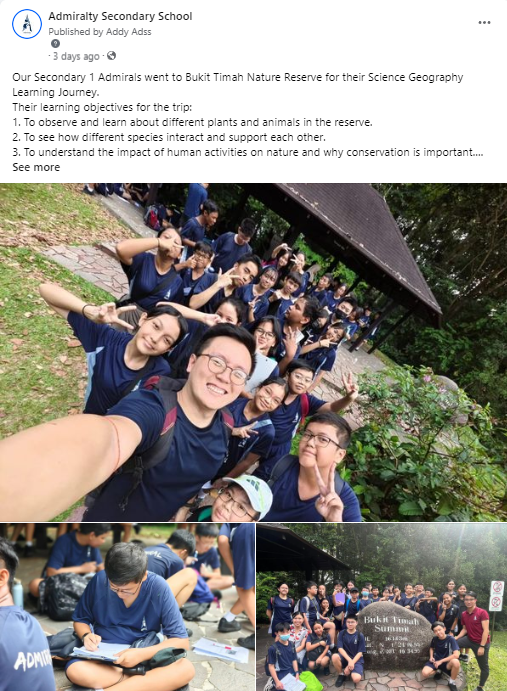 Admiralty Secondary School
Published by Addy Adss
· 3 days ago ·
Our Secondary 1 Admirals went to Bukit Timah Nature Reserve for their Science Geography
Learning Journey.
Their learning objectives for the trip:
1. To observe and learn about different plants and animals in the reserve.
2. To see how different species interact and support each other.
3. To understand the impact of human activities on nature and why conservation is important....
See more
ADMIR
Bukit Timah
Summit